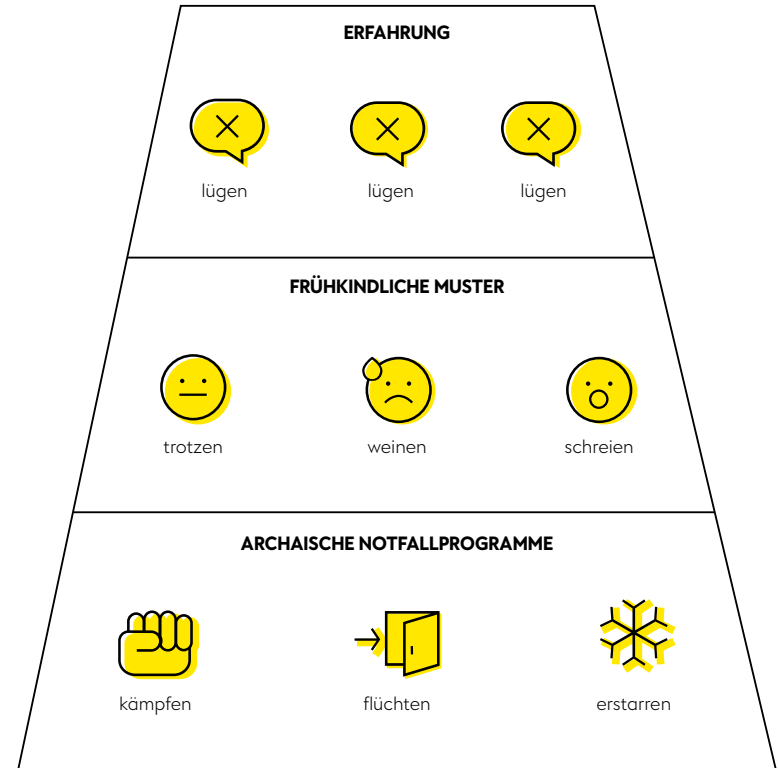 ERFAHRUNG
lügen lügen lügen
FRÜHKINDLICHE MUSTER
trotzen weinen schreien
ARCHAISCHE NOTFALLPROGRAMME
kämpfen flüchten erstarren